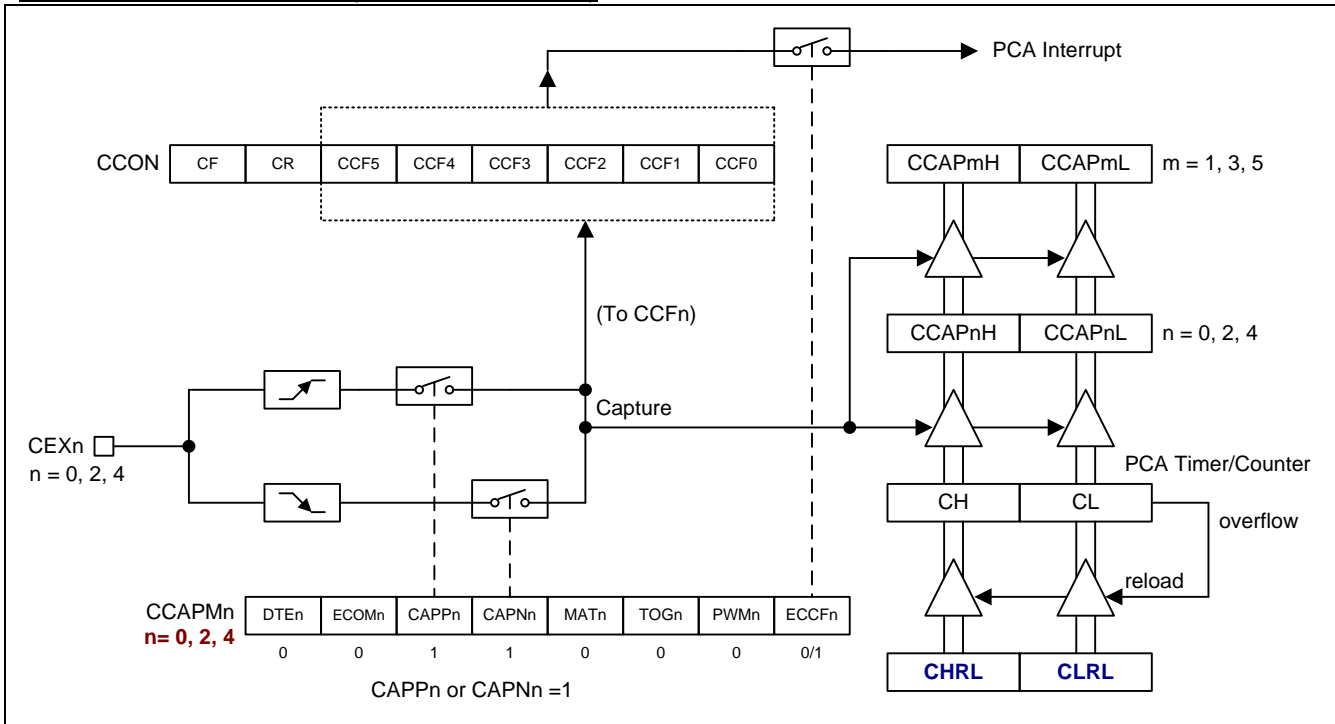 PCA Interrupt
CCON CF CR CCF5 CCF4 CCF3 CCF2 CCF1 CCF0
CCAPmH CCAPmL m = 1, 3, 5
(To CCFn)
CCAPnH CCAPnL n = 0, 2, 4
Capture
CEXn
n = 0, 2, 4
PCA Timer/Counter
CH CL
overflow
reload
CCAPMn DTEn ECOMn CAPPn CAPNn MATn TOGn PWMn ECCFn
n= 0, 2, 4
0 0 1 1 0 0 0 0/1
CHRL CLRL
CAPPn or CAPNn =1